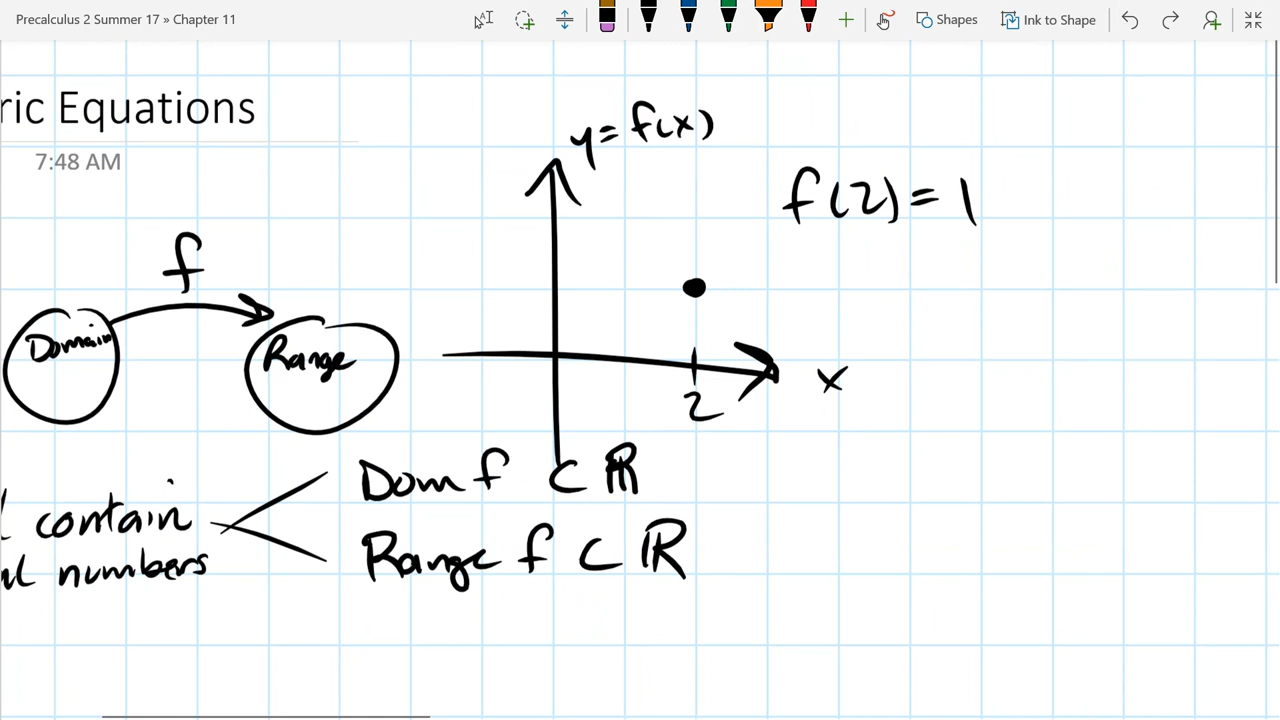 Precalculus 2 Summer 17 » Chapter 11
Shapes
Ink to Shape
ric Equations
7:48 AM
y = f(x)
f(2) = 1
f
Domain
Range
x
2
contain
numbers
Dom f ⊂ ℝ
Range f ⊂ ℝ